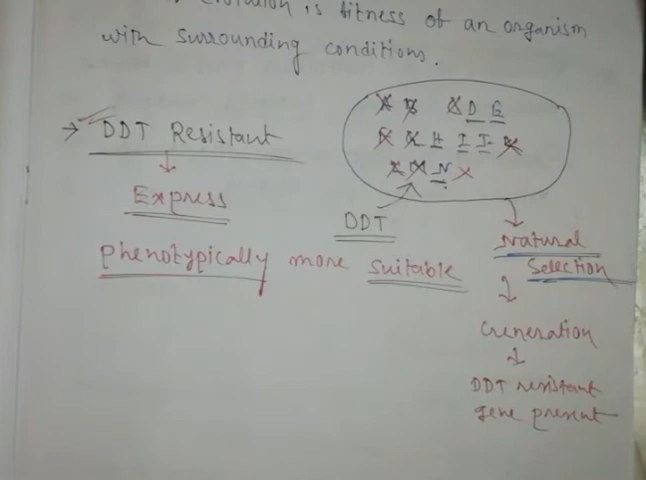 is fitness of an organism
with surrounding conditions.
→ DDT Resistant
Express
phenotypically more suitable
D G
H I J
N
DDT
Natural
Selection
Generation
DDT resistant
gene present